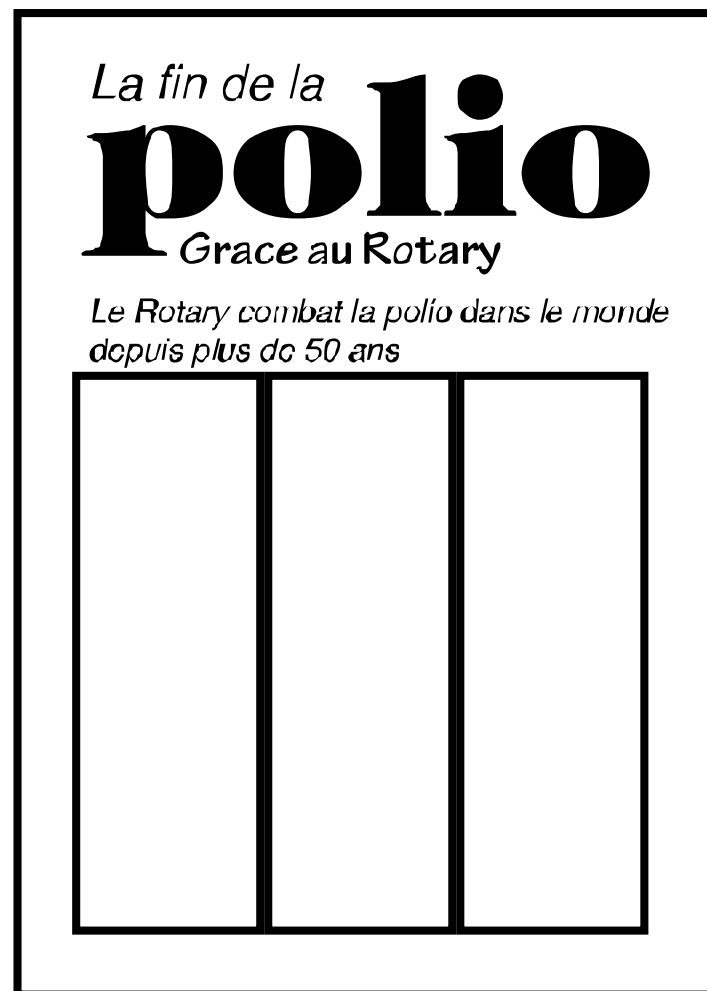 La fin de la
polio
Grace au Rotary
Le Rotary combat la polio dans le monde
depuis plus de 50 ans